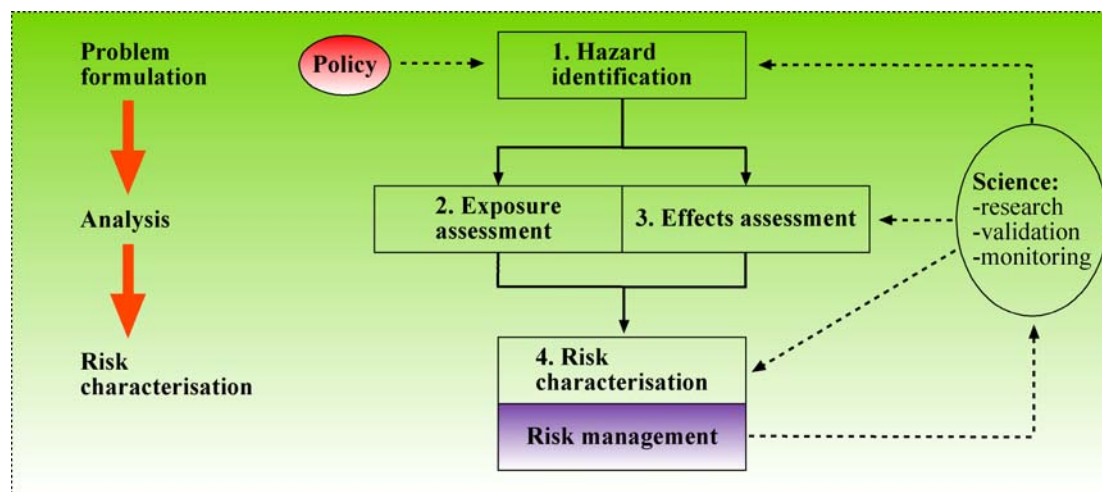 Problem
formulation
Policy
1. Hazard
identification
Analysis
2. Exposure
assessment
3. Effects assessment
Science:
-research
-validation
-monitoring
Risk
characterisation
4. Risk
characterisation
Risk management